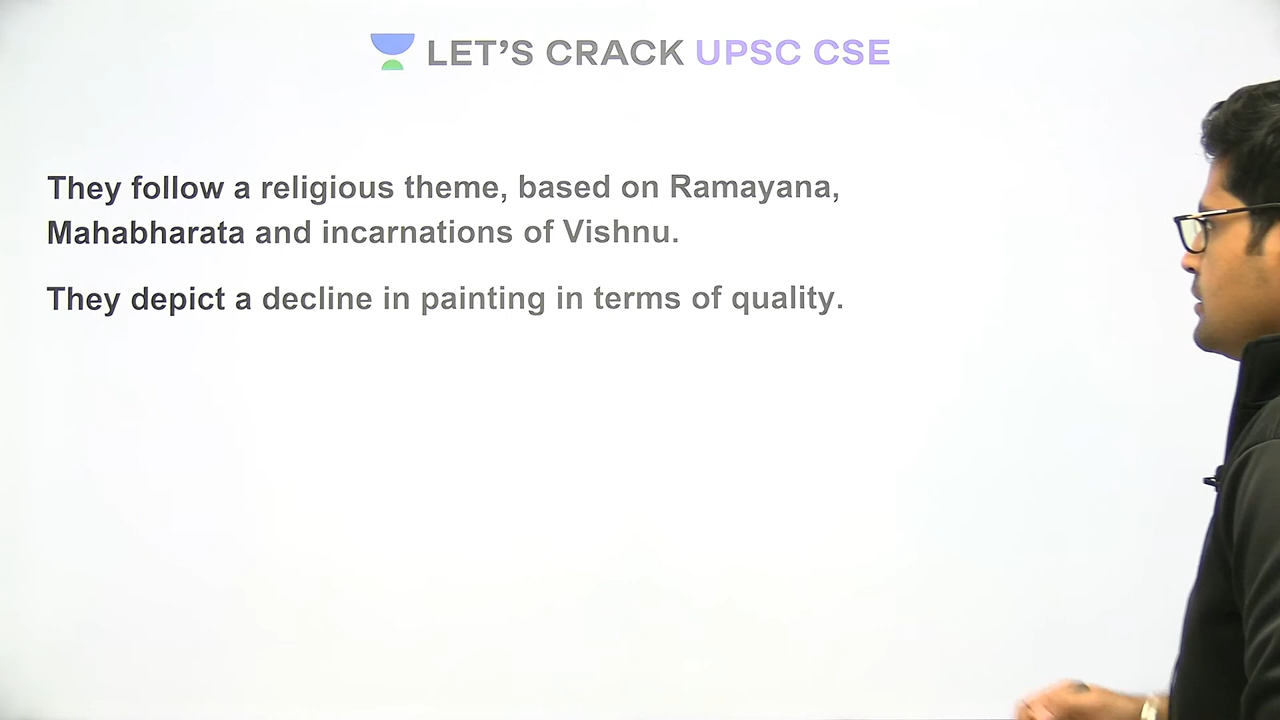 LET'S CRACK UPSC CSE
They follow a religious theme, based on Ramayana,
Mahabharata and incarnations of Vishnu.
They depict a decline in painting in terms of quality.